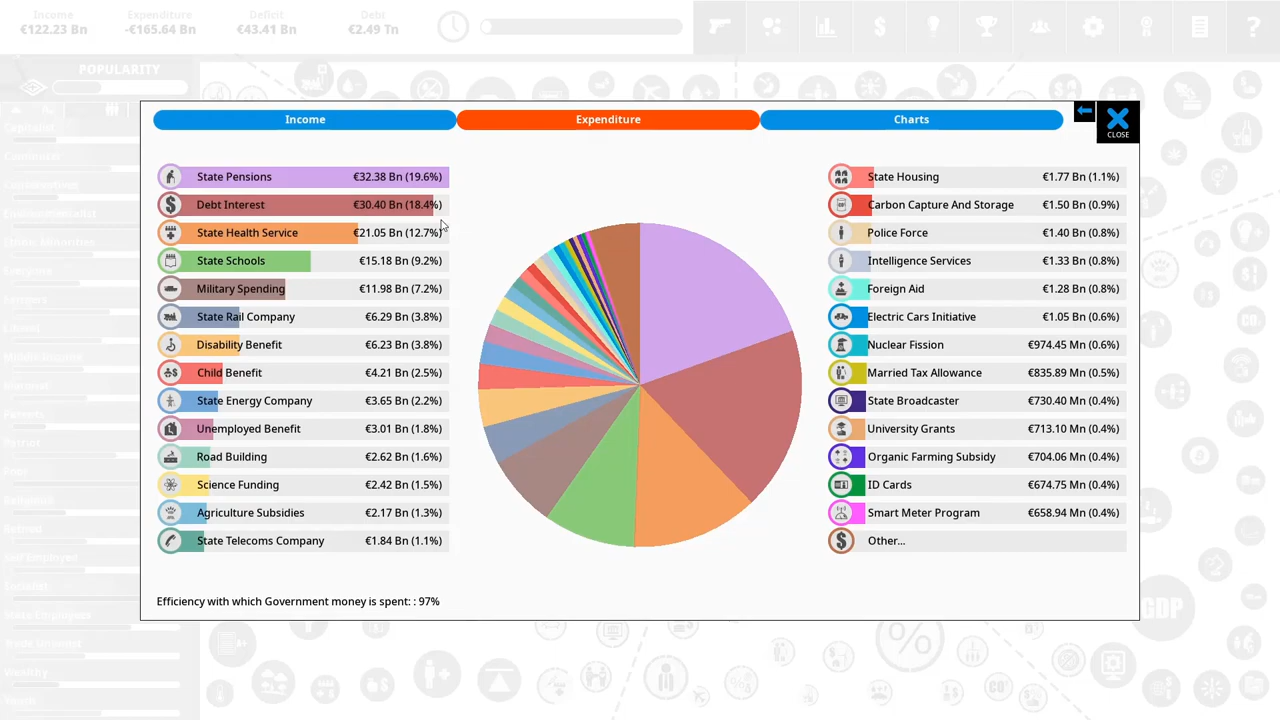 Income Expenditure Deficit Debt
€122.23 Bn -€165.64 Bn €43.41 Bn €2.49 Tn
POPULARITY
Income
Expenditure
Charts
CLOSE
State Pensions €32.38 Bn (19.6%)
Debt Interest €30.40 Bn (18.4%)
State Health Service €21.05 Bn (12.7%)
State Schools €15.18 Bn (9.2%)
Military Spending €11.98 Bn (7.2%)
State Rail Company €6.29 Bn (3.8%)
Disability Benefit €6.23 Bn (3.8%)
Child Benefit €4.21 Bn (2.5%)
State Energy Company €3.65 Bn (2.2%)
Unemployed Benefit €3.01 Bn (1.8%)
Road Building €2.62 Bn (1.6%)
Science Funding €2.42 Bn (1.5%)
Agriculture Subsidies €2.17 Bn (1.3%)
State Telecoms Company €1.84 Bn (1.1%)
State Housing €1.77 Bn (1.1%)
Carbon Capture And Storage €1.50 Bn (0.9%)
Police Force €1.40 Bn (0.8%)
Intelligence Services €1.33 Bn (0.8%)
Foreign Aid €1.28 Bn (0.8%)
Electric Cars Initiative €1.05 Bn (0.6%)
Nuclear Fission €974.45 Mn (0.6%)
Married Tax Allowance €835.89 Mn (0.5%)
State Broadcaster €730.40 Mn (0.4%)
University Grants €713.10 Mn (0.4%)
Organic Farming Subsidy €704.06 Mn (0.4%)
ID Cards €674.75 Mn (0.4%)
Smart Meter Program €658.94 Mn (0.4%)
Other...
Efficiency with which Government money is spent: : 97%
GDP